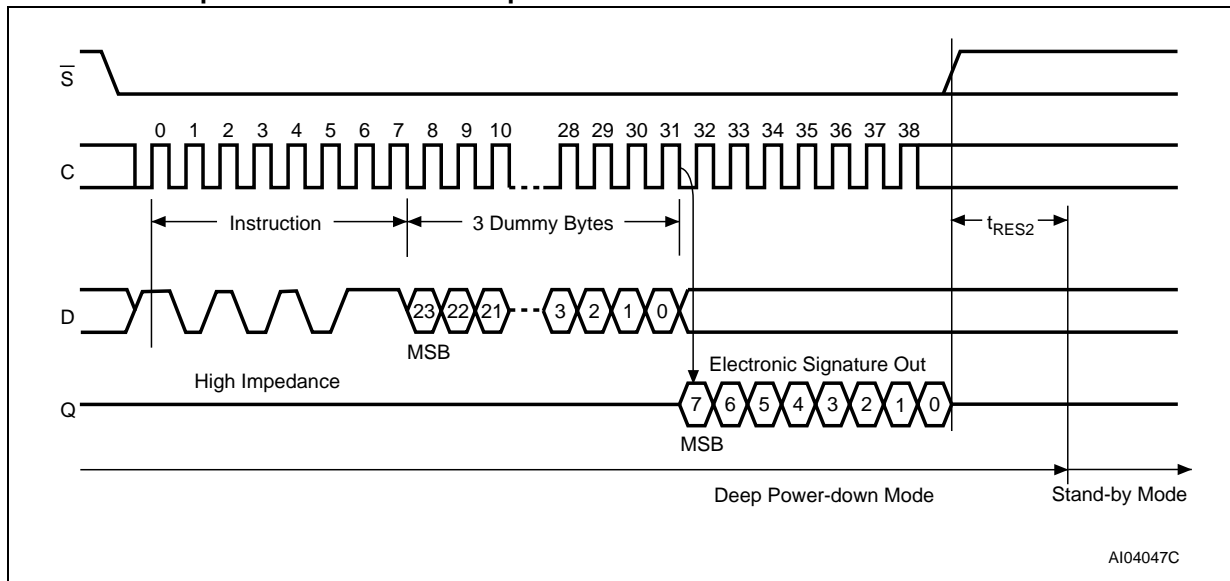 S
0 1 2 3 4 5 6 7 8 9 10 28 29 30 31 32 33 34 35 36 37 38
C
Instruction 3 Dummy Bytes tRES2
D 23 22 21 3 2 1 0
MSB
High Impedance Electronic Signature Out
Q 7 6 5 4 3 2 1 0
MSB
Deep Power-down Mode Stand-by Mode
AI04047C